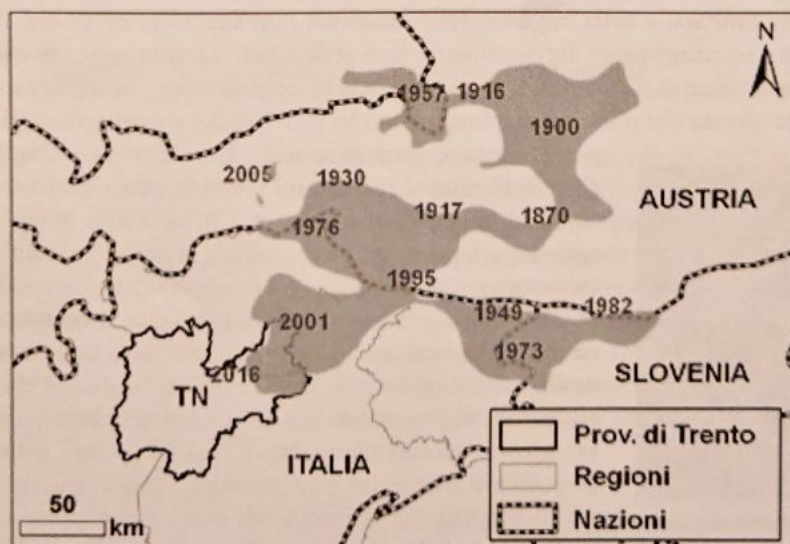 N
1957 1916
1900
2005
1930
AUSTRIA
1917
1870
1976
1995
1949 1982
2001
1973
SLOVENIA
2016
TN
ITALIA
Prov. di Trento
Regioni
Nazioni
50
km